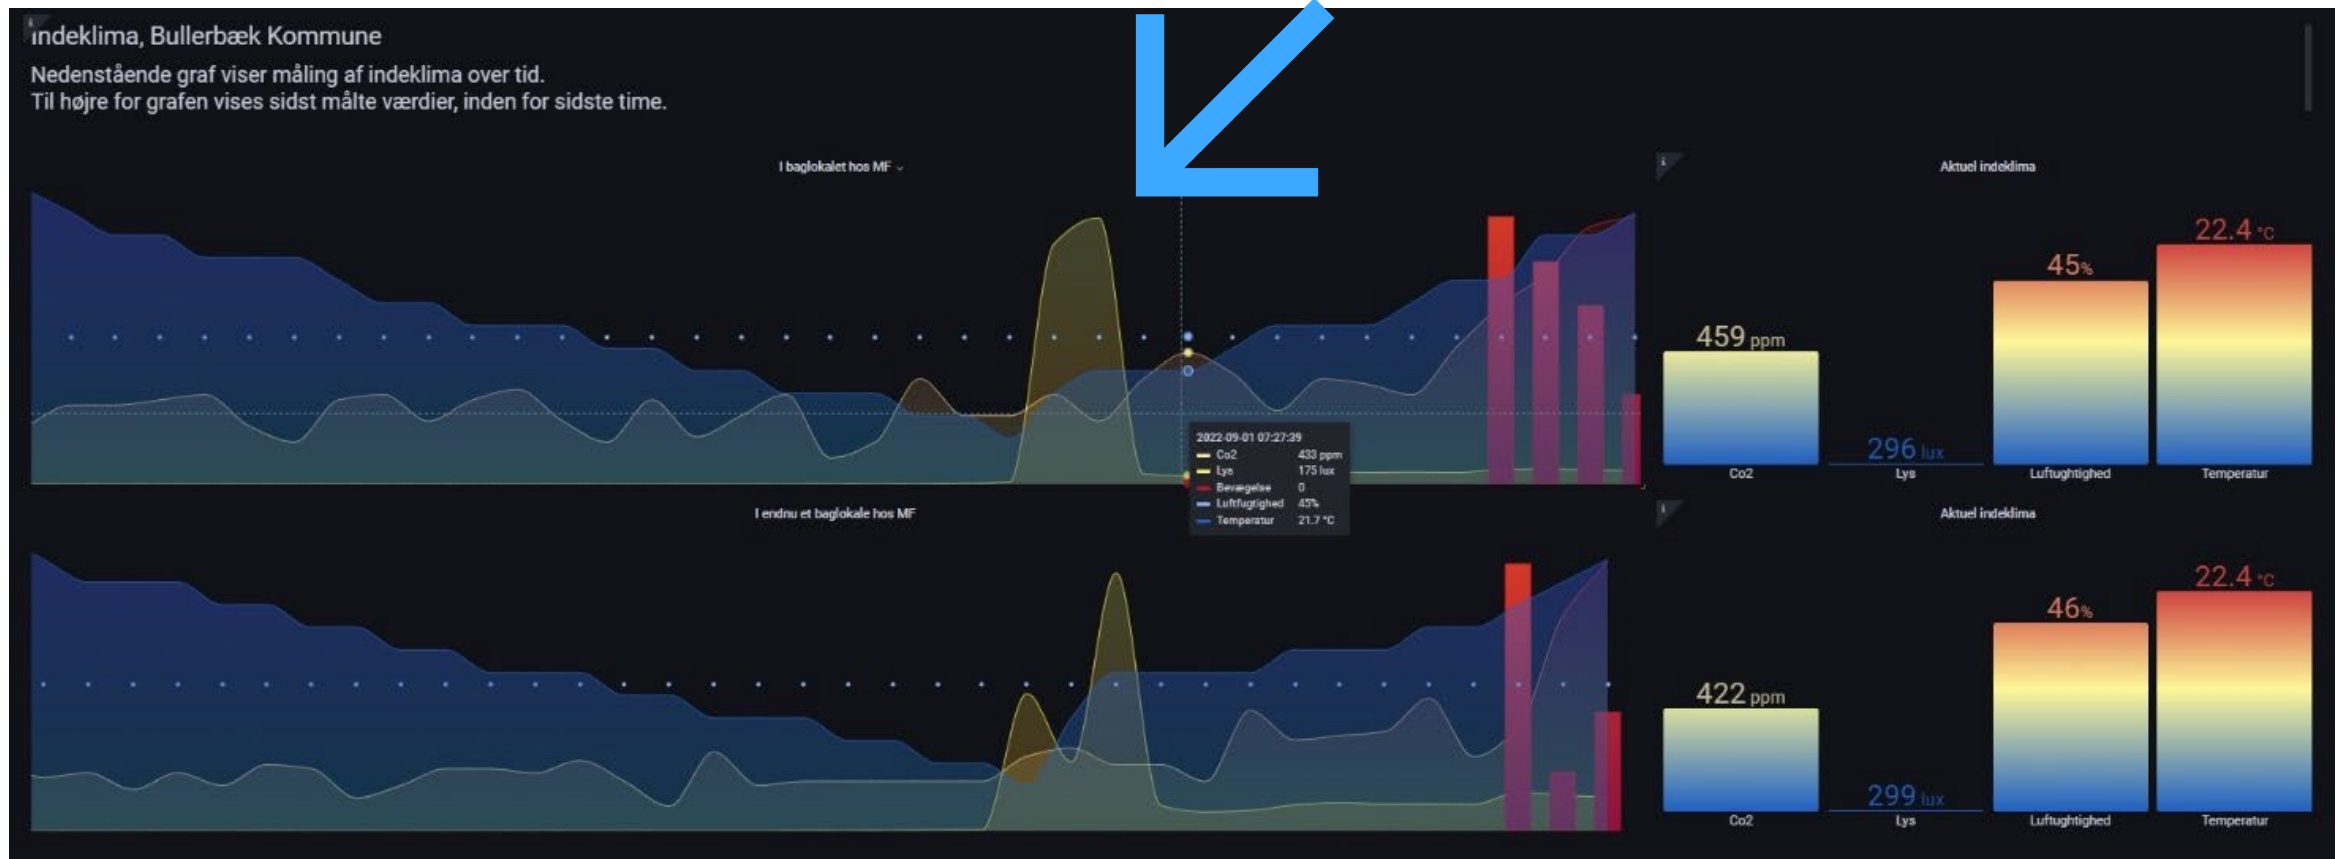 Indeklima, Bullerbæk Kommune
Nedenstående graf viser måling af indeklima over tid.
Til højre for grafen vises sidst målte værdier, inden for sidste time.
I baglokalet hos MF
2022-09-01 07:27:39
Co2 433 ppm
Lys 175 lux
Bevægelse 0
Luftfugtighed 45%
Temperatur 21.7 °C
Aktuel indeklima
459 ppm
296 lux
45%
22.4 °C
Co2 Lys Luftughtighed Temperatur
I endnu et baglokale hos MF
Aktuel indeklima
422 ppm
299 lux
46%
22.4 °C
Co2 Lys Luftughtighed Temperatur